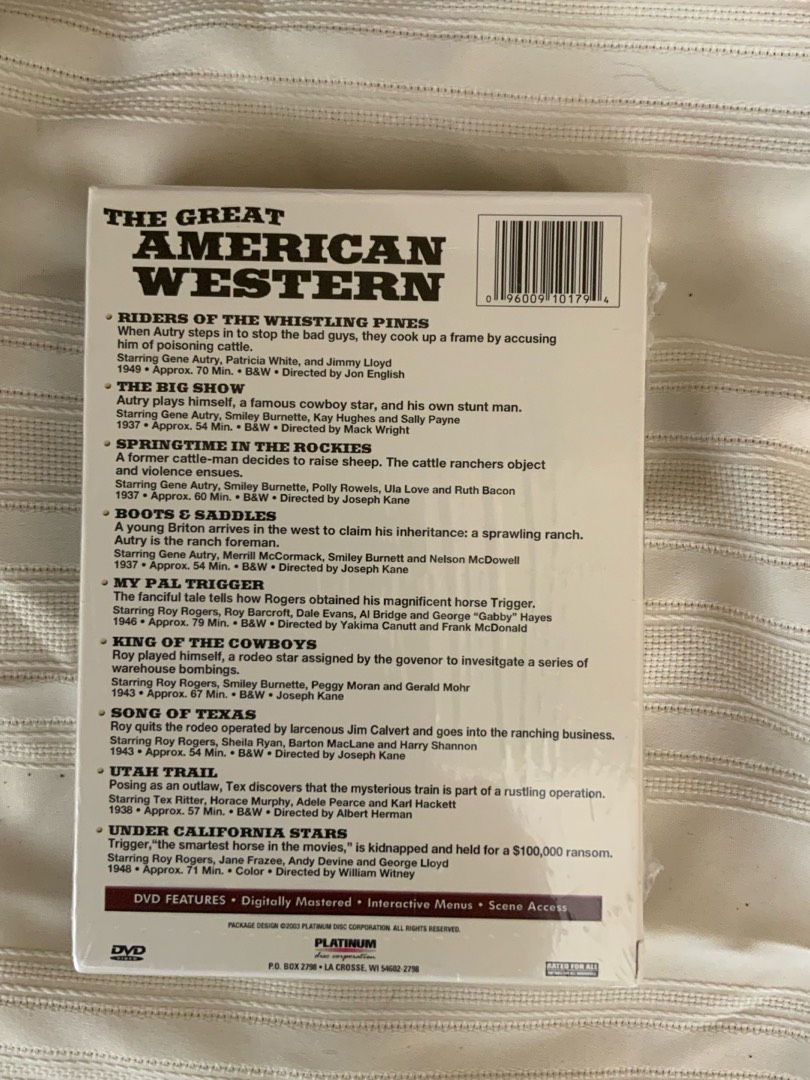 THE GREAT
AMERICAN
WESTERN
0 96009 10179 4
• RIDERS OF THE WHISTLING PINES
When Autry steps in to stop the bad guys, they cook up a frame by accusing
him of poisoning cattle.
Starring Gene Autry, Patricia White, and Jimmy Lloyd
1949 • Approx. 70 Min. • B&W • Directed by Jon English
• THE BIG SHOW
Autry plays himself, a famous cowboy star, and his own stunt man.
Starring Gene Autry, Smiley Burnette, Kay Hughes and Sally Payne
1937 • Approx. 54 Min. • B&W • Directed by Mack Wright
• SPRINGTIME IN THE ROCKIES
A former cattle-man decides to raise sheep. The cattle ranchers object
and violence ensues.
Starring Gene Autry, Smiley Burnette, Polly Rowels, Ula Love and Ruth Bacon
1937 • Approx. 60 Min. • B&W • Directed by Joseph Kane
• BOOTS & SADDLES
A young Briton arrives in the west to claim his inheritance: a sprawling ranch.
Autry is the ranch foreman.
Starring Gene Autry, Merrill McCormack, Smiley Burnett and Nelson McDowell
1937 • Approx. 54 Min. • B&W • Directed by Joseph Kane
• MY PAL TRIGGER
The fanciful tale tells how Rogers obtained his magnificent horse Trigger.
Starring Roy Rogers, Roy Barcroft, Dale Evans, Al Bridge and George "Gabby" Hayes
1946 • Approx. 79 Min. • B&W • Directed by Yakima Canutt and Frank McDonald
• KING OF THE COWBOYS
Roy played himself, a rodeo star assigned by the govenor to invesitgate a series of
warehouse bombings.
Starring Roy Rogers, Smiley Burnette, Peggy Moran and Gerald Mohr
1943 • Approx. 67 Min. • B&W • Joseph Kane
• SONG OF TEXAS
Roy quits the rodeo operated by larcenous Jim Calvert and goes into the ranching business.
Starring Roy Rogers, Sheila Ryan, Barton MacLane and Harry Shannon
1943 • Approx. 54 Min. • B&W • Directed by Joseph Kane
• UTAH TRAIL
Posing as an outlaw, Tex discovers that the mysterious train is part of a rustling operation.
Starring Tex Ritter, Horace Murphy, Adele Pearce and Karl Hackett
1938 • Approx. 57 Min. • B&W • Directed by Albert Herman
• UNDER CALIFORNIA STARS
Trigger,"the smartest horse in the movies," is kidnapped and held for a $100,000 ransom.
Starring Roy Rogers, Jane Frazee, Andy Devine and George Lloyd
1948 • Approx. 71 Min. • Color • Directed by William Witney
DVD FEATURES • Digitally Mastered • Interactive Menus • Scene Access
PACKAGE DESIGN ©2003 PLATINUM DISC CORPORATION. ALL RIGHTS RESERVED.
DVD
VIDEO
PLATINUM
disc corporation
P.O. BOX 2798 • LA CROSSE, WI 54602-2798
RATED FOR ALL